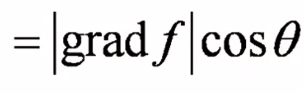 =|grad f|cos θ